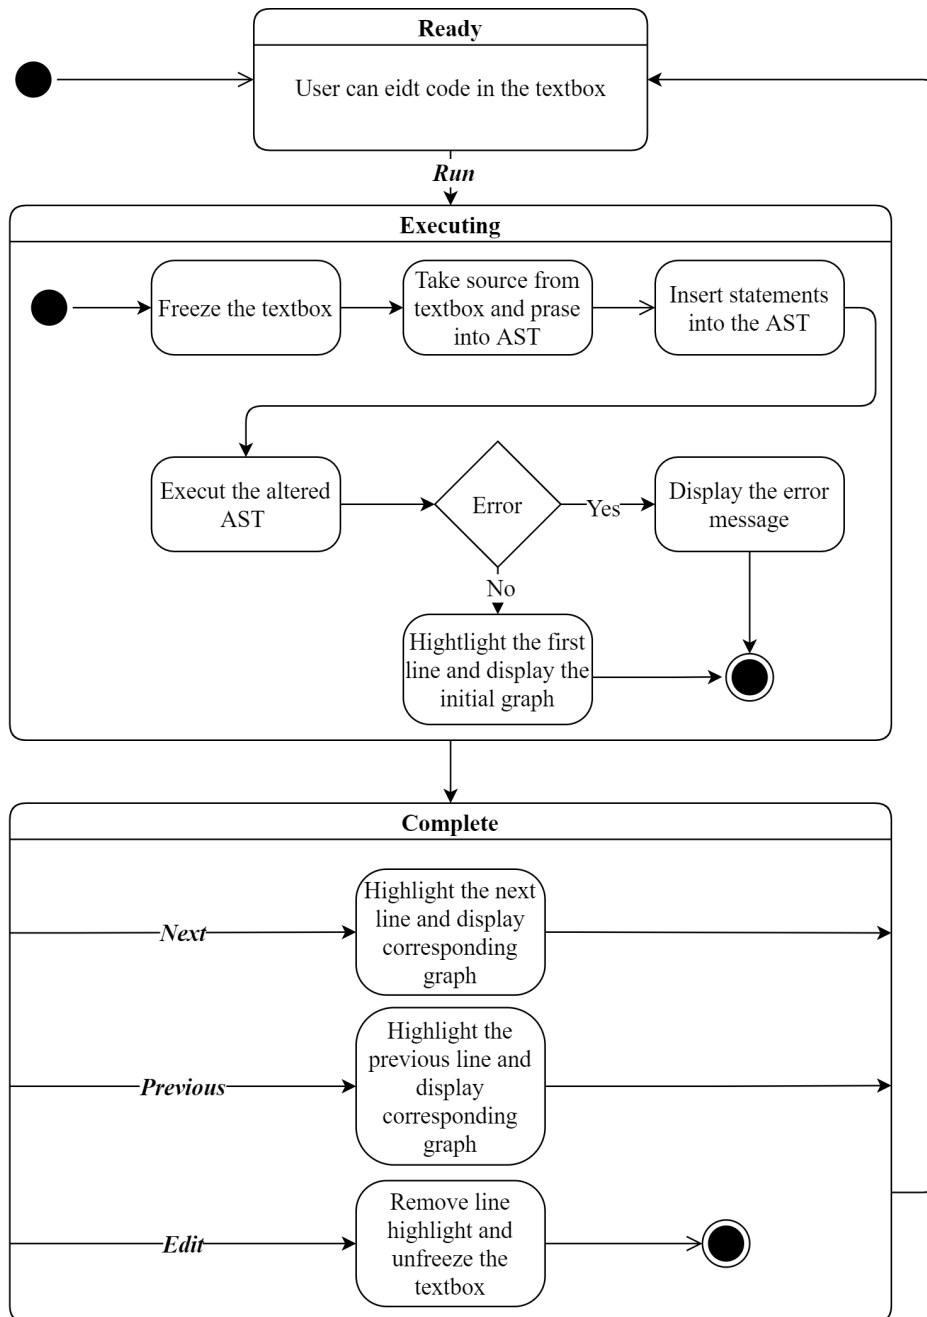 Ready
User can eidt code in the textbox
Run
Executing
Freeze the textbox
Take source from
textbox and prase
into AST
Insert statements
into the AST
Execut the altered
AST
Error
Yes
Display the error
message
No
Hightlight the first
line and display the
initial graph
Complete
Next
Highlight the next
line and display
corresponding
graph
Previous
Highlight the
previous line and
display
corresponding
graph
Edit
Remove line
highlight and
unfreeze the
textbox